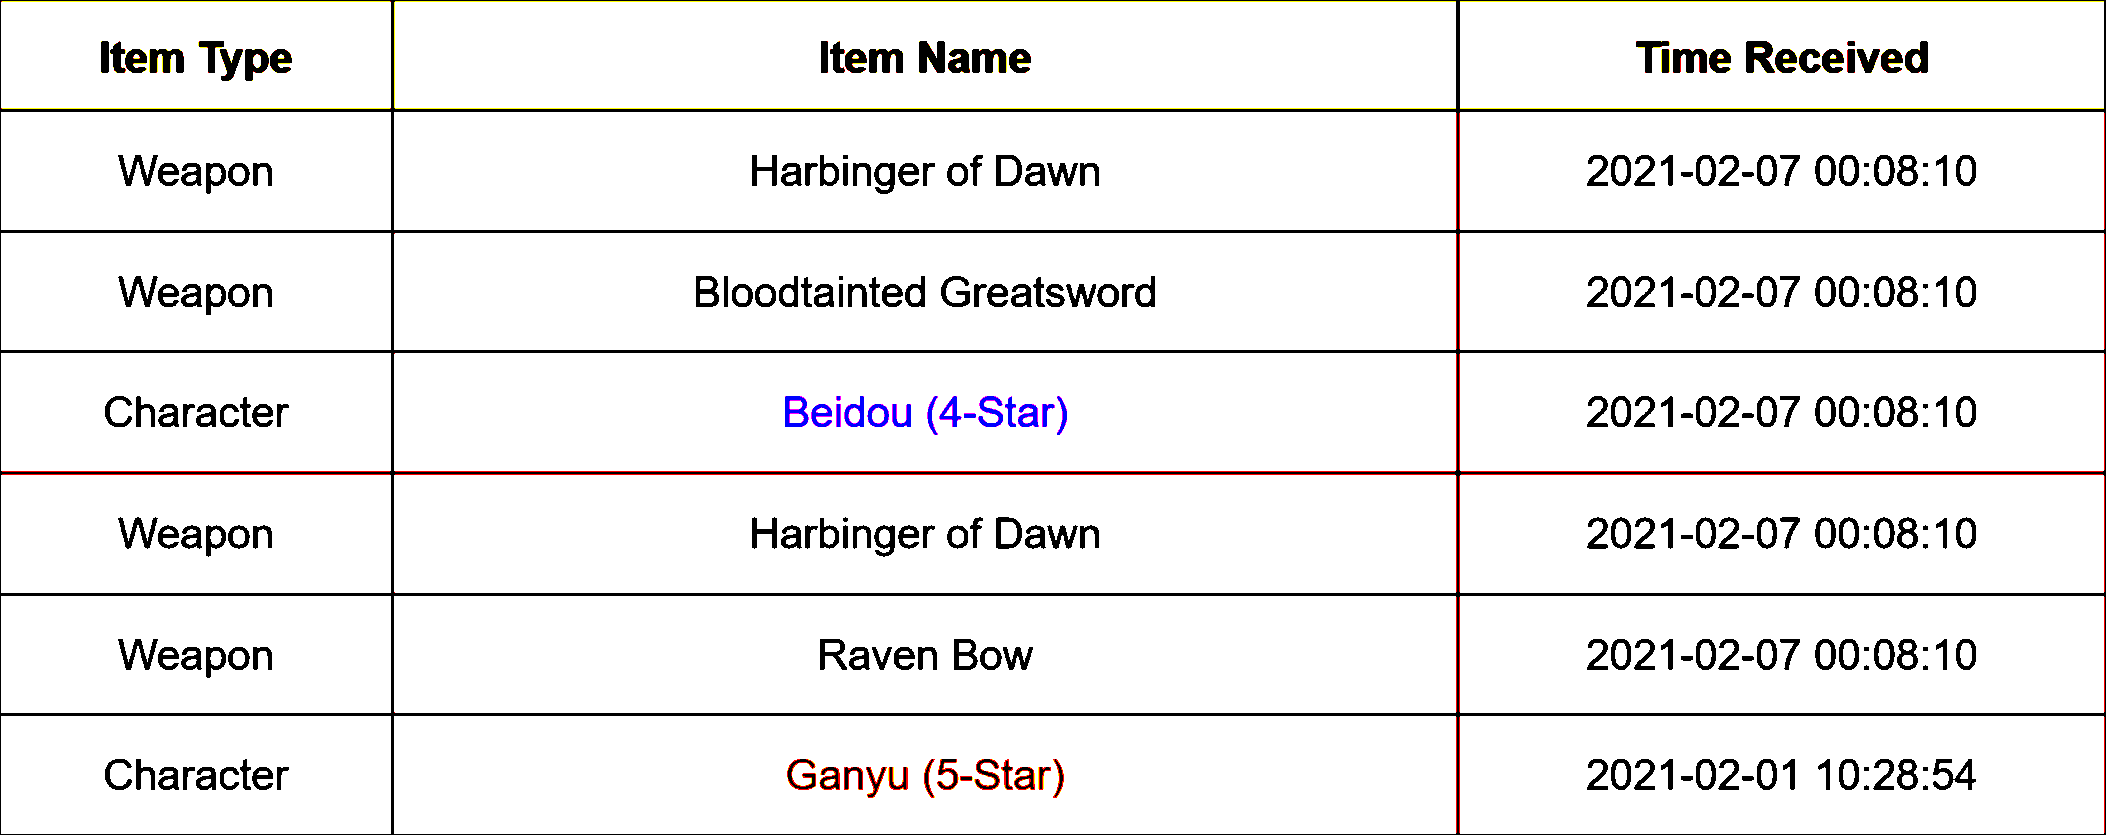 Item Type Item Name Time Received
Weapon Harbinger of Dawn 2021-02-07 00:08:10
Weapon Bloodtainted Greatsword 2021-02-07 00:08:10
Character Beidou (4-Star) 2021-02-07 00:08:10
Weapon Harbinger of Dawn 2021-02-07 00:08:10
Weapon Raven Bow 2021-02-07 00:08:10
Character Ganyu (5-Star) 2021-02-01 10:28:54